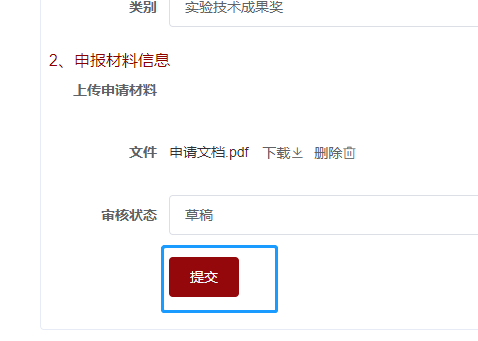 类别 实验技术成果奖
2、申报材料信息
上传申请材料
文件 申请文档.pdf 下载 删除
审核状态 草稿
提交